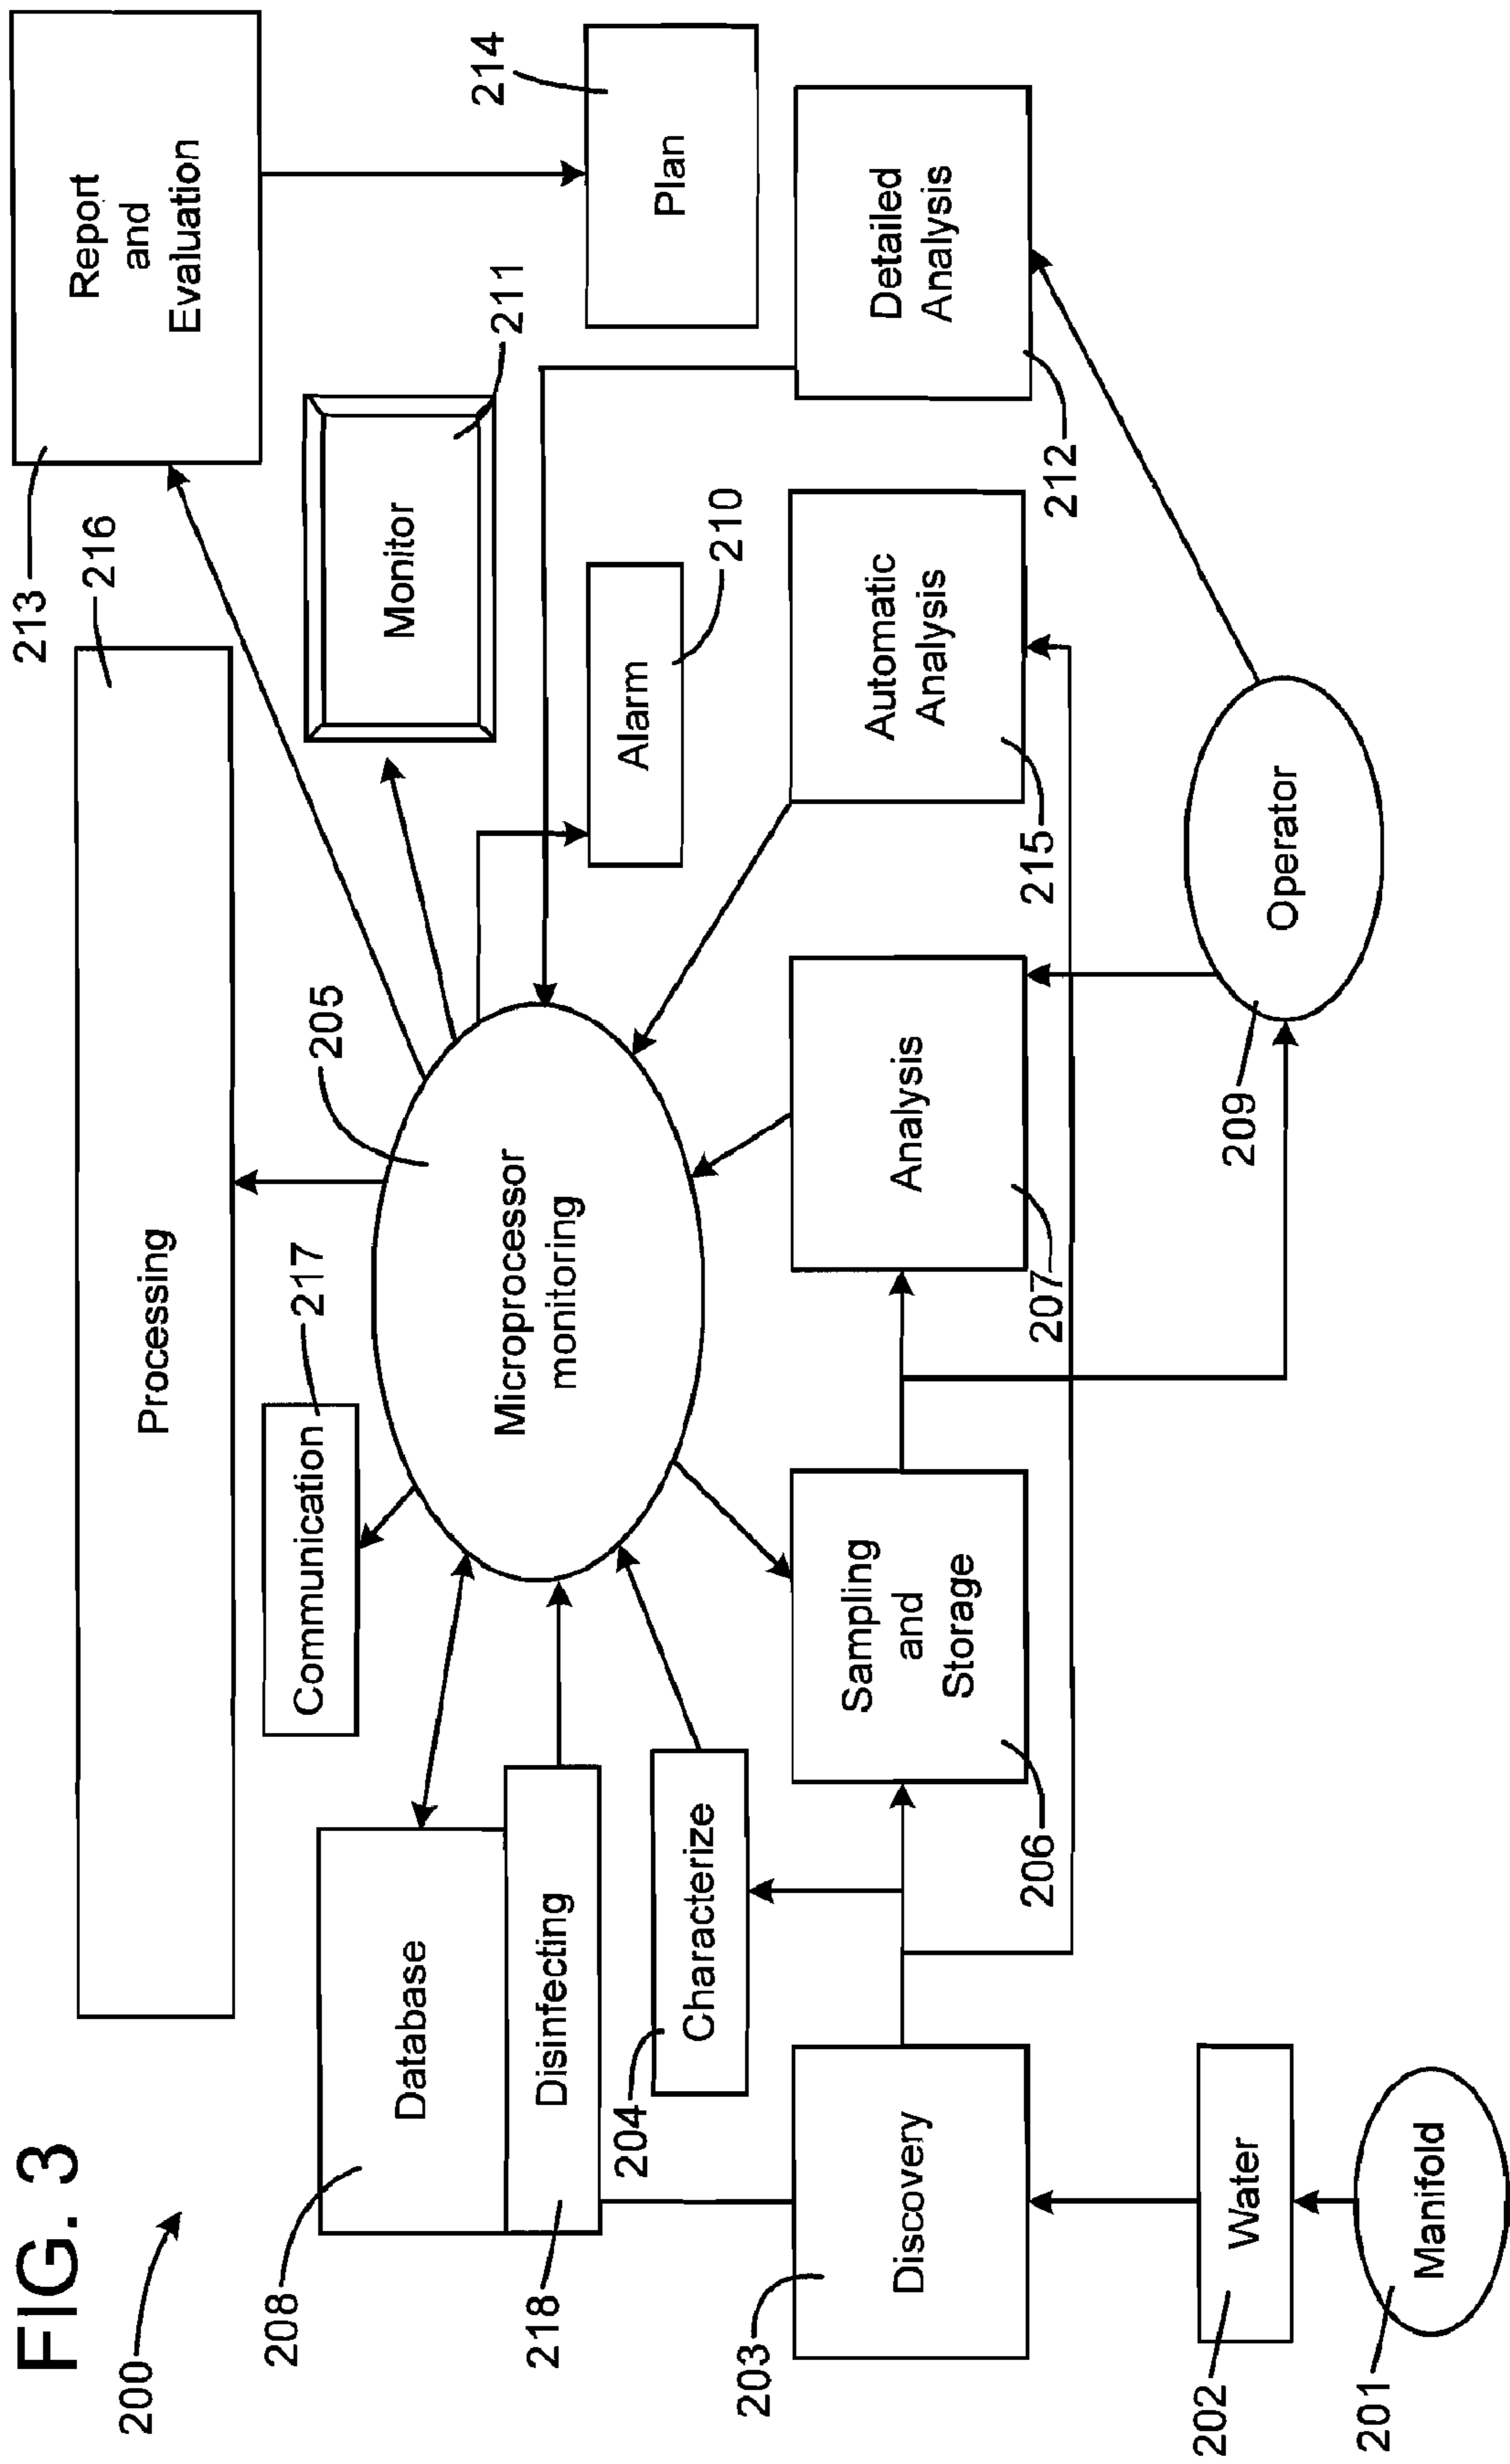 FIG. 3
200
Processing
216
213
Report
and
Evaluation
Communication
217
205
Monitor
211
214
Plan
208
Database
218
Disinfecting
Microprocessor
monitoring
Alarm
210
204
Characterize
203
Discovery
Sampling
and
Storage
206
Analysis
207
Automatic
Analysis
215
Detailed
Analysis
212
202
Water
209
Operator
201
Manifold